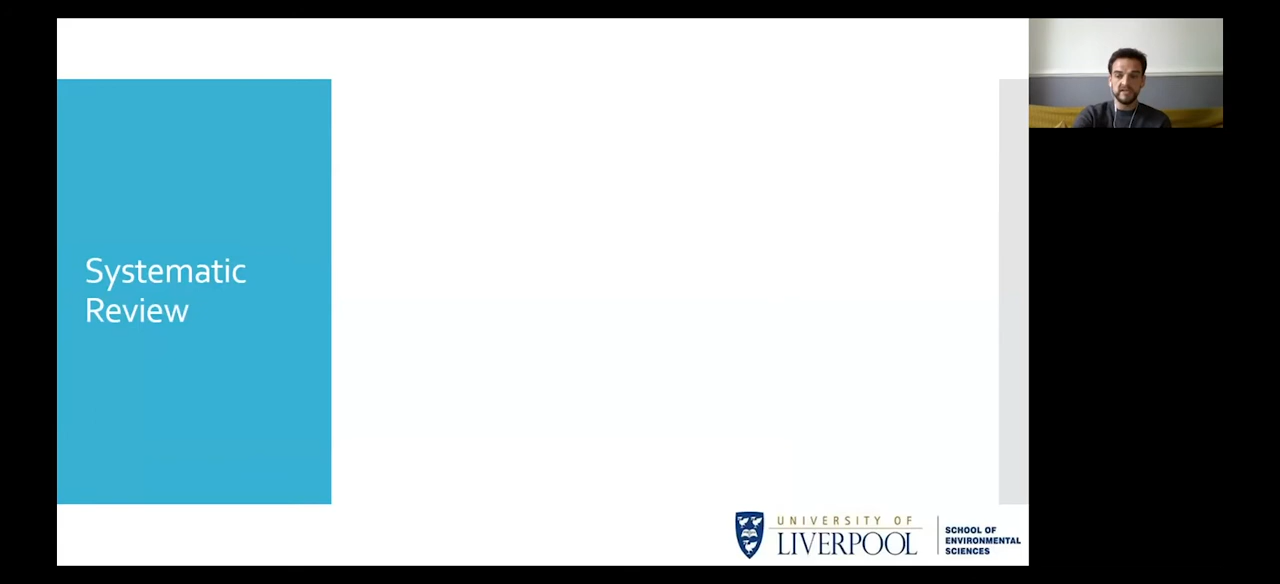 Systematic
Review
UNIVERSITY OF
LIVERPOOL
SCHOOL OF
ENVIRONMENTAL
SCIENCES